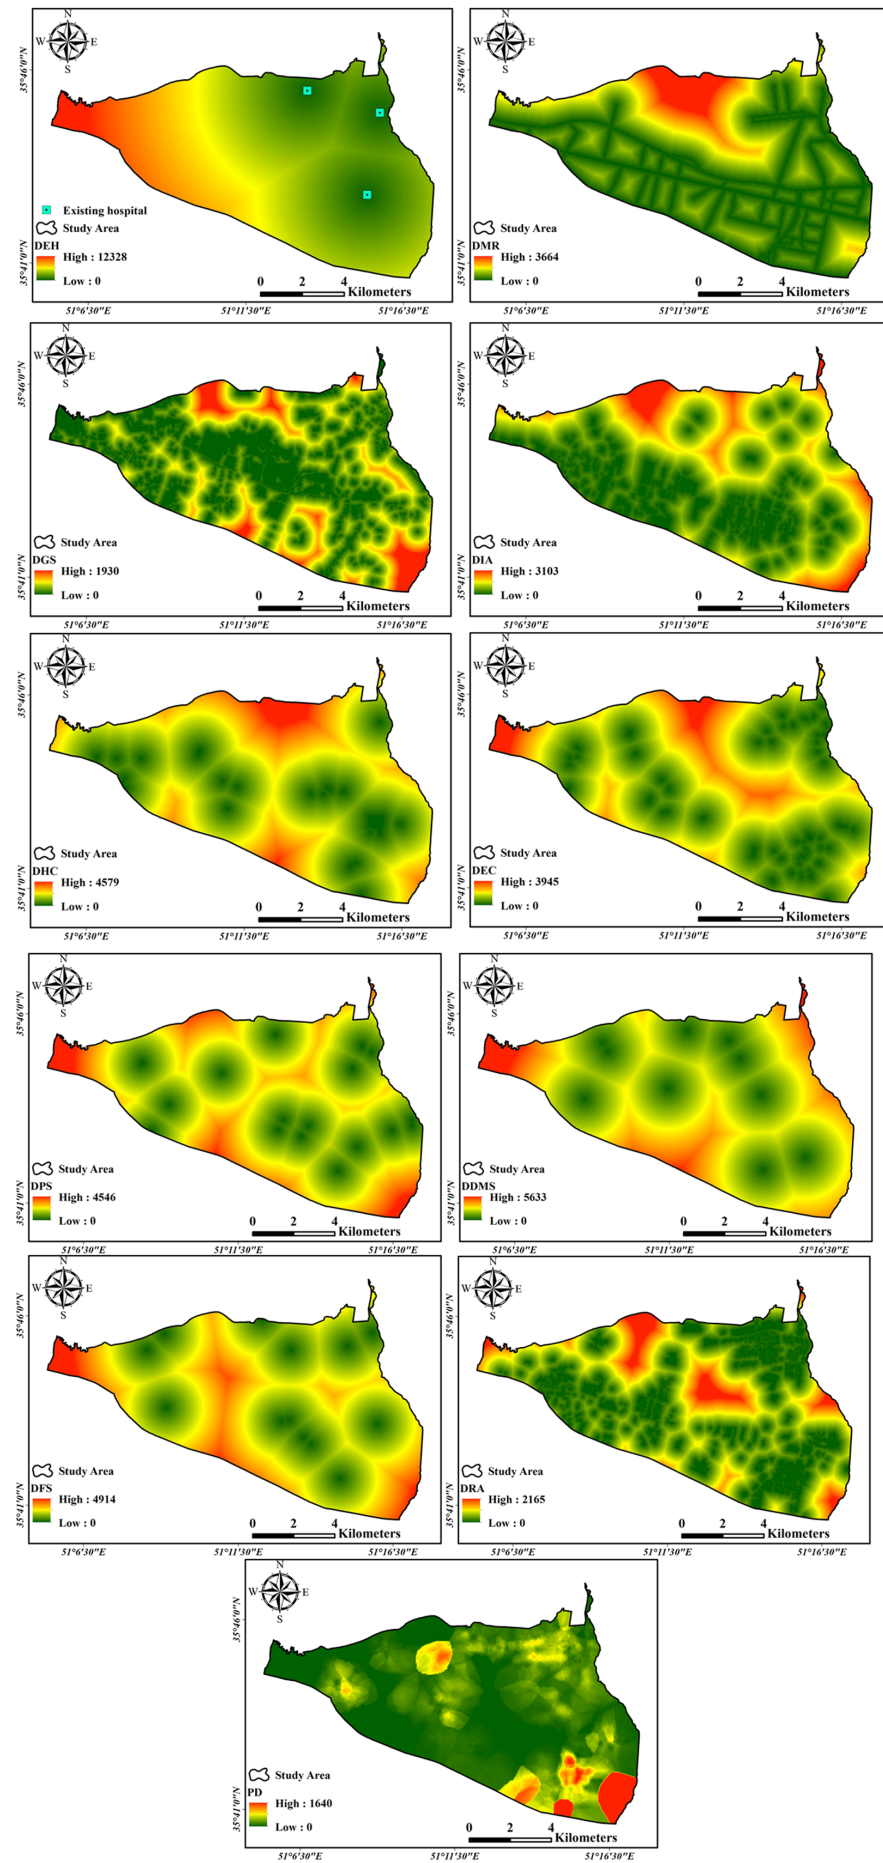 N
W E
S
35°46'0"N
35°41'0"N
Existing hospital
Study Area
DEH
High : 12328
Low : 0
0 2 4
Kilometers
51°6'30"E 51°11'30"E 51°16'30"E
N
W E
S
35°46'0"N
35°41'0"N
Study Area
DMR
High : 3664
Low : 0
0 2 4
Kilometers
51°6'30"E 51°11'30"E 51°16'30"E
N
W E
S
35°46'0"N
35°41'0"N
Study Area
DGS
High : 1930
Low : 0
0 2 4
Kilometers
51°6'30"E 51°11'30"E 51°16'30"E
N
W E
S
35°46'0"N
35°41'0"N
Study Area
DIA
High : 3103
Low : 0
0 2 4
Kilometers
51°6'30"E 51°11'30"E 51°16'30"E
N
W E
S
35°46'0"N
35°41'0"N
Study Area
DHC
High : 4579
Low : 0
0 2 4
Kilometers
51°6'30"E 51°11'30"E 51°16'30"E
N
W E
S
35°46'0"N
35°41'0"N
Study Area
DEC
High : 3945
Low : 0
0 2 4
Kilometers
51°6'30"E 51°11'30"E 51°16'30"E
N
W E
S
35°46'0"N
35°41'0"N
Study Area
DPS
High : 4546
Low : 0
0 2 4
Kilometers
51°6'30"E 51°11'30"E 51°16'30"E
N
W E
S
35°46'0"N
35°41'0"N
Study Area
DDMS
High : 5633
Low : 0
0 2 4
Kilometers
51°6'30"E 51°11'30"E 51°16'30"E
N
W E
S
35°46'0"N
35°41'0"N
Study Area
DFS
High : 4914
Low : 0
0 2 4
Kilometers
51°6'30"E 51°11'30"E 51°16'30"E
N
W E
S
35°46'0"N
35°41'0"N
Study Area
DRA
High : 2165
Low : 0
0 2 4
Kilometers
51°6'30"E 51°11'30"E 51°16'30"E
N
W E
S
35°46'0"N
35°41'0"N
Study Area
PD
High : 1640
Low : 0
0 2 4
Kilometers
51°6'30"E 51°11'30"E 51°16'30"E